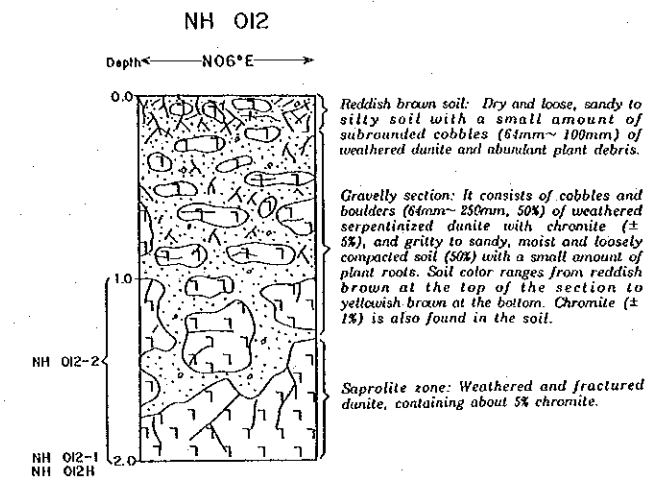 NH 012
Depth
N06°E
0.0
Reddish brown soil: Dry and loose, sandy to
silty soil with a small amount of
subrounded cobbles (64mm~ 100mm) of
weathered dunite and abundant plant debris.
Gravelly section: It consists of cobbles and
boulders (64mm~ 250mm, 50%) of weathered
serpentinized dunite with chromite (±
5%), and gritty to sandy, moist and loosely
compacted soil (50%) with a small amount of
plant roots. Soil color ranges from reddish
brown at the top of the section to
yellowish brown at the bottom. Chromite (±
1%) is also found in the soil.
1.0
NH 012-2
Saprolite zone: Weathered and fractured
dunite, containing about 5% chromite.
NH 012-1
NH 012H
2.0